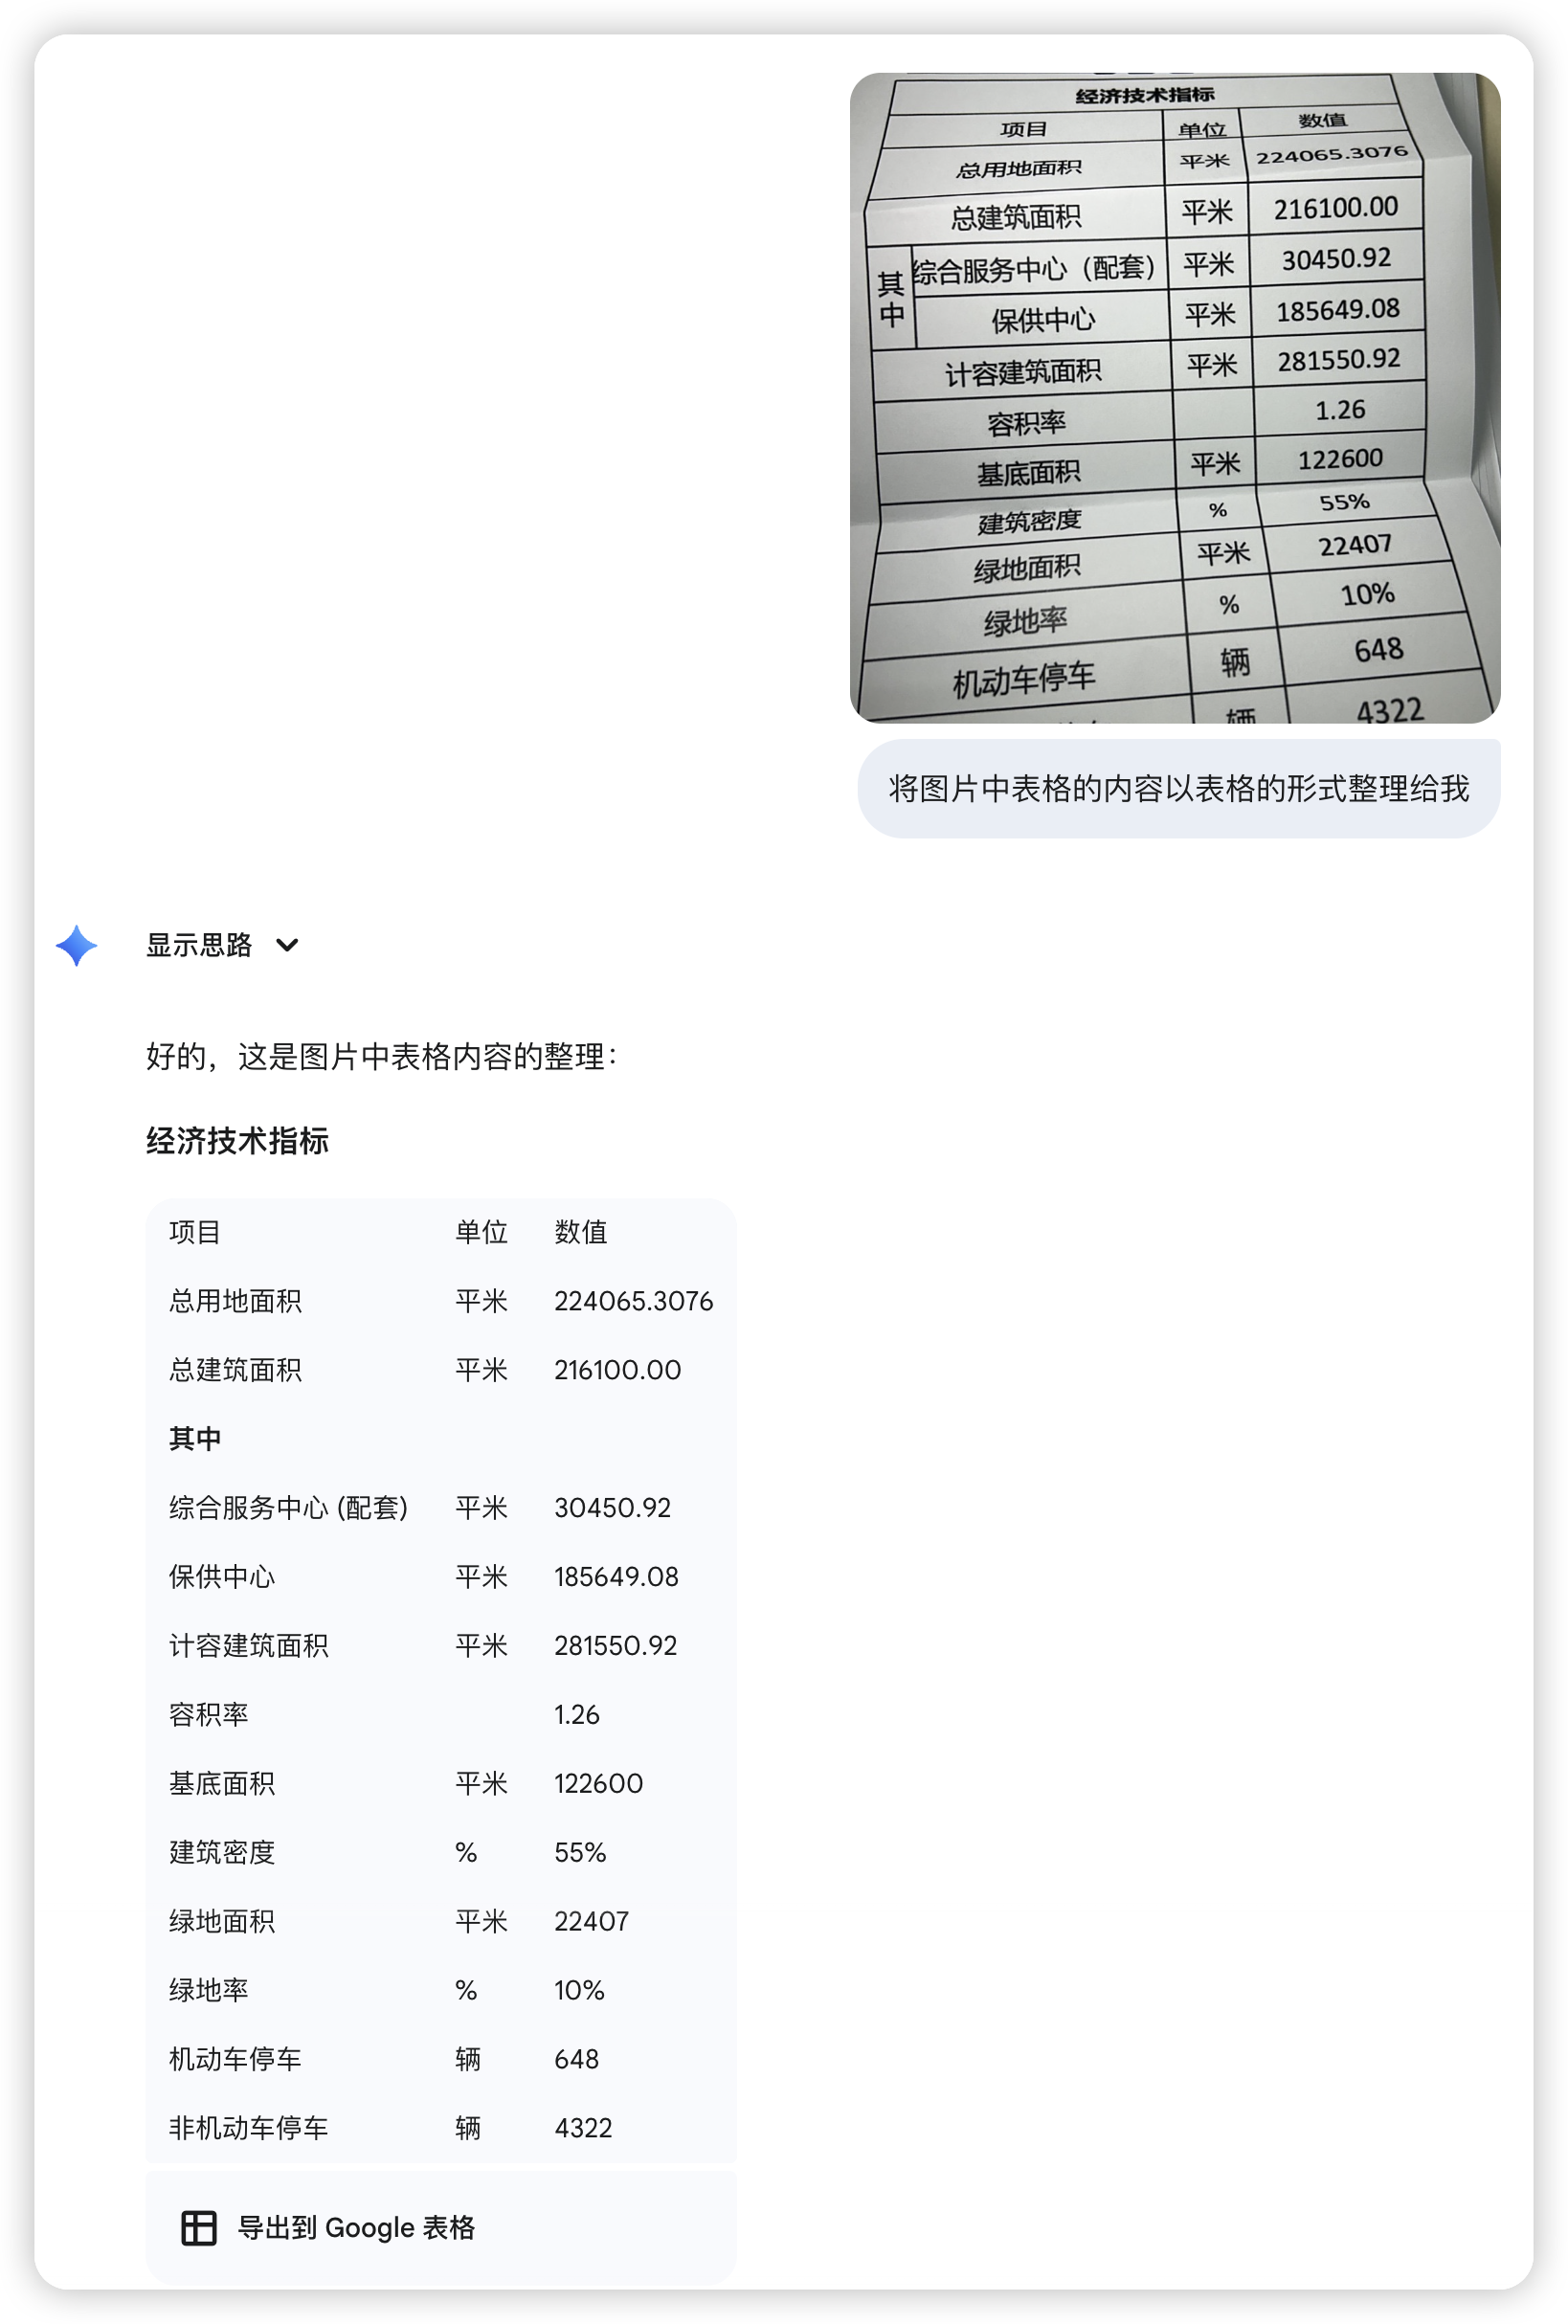 经济技术指标
项目 单位 数值
总用地面积 平米 224065.3076
总建筑面积 平米 216100.00
其中
综合服务中心（配套） 平米 30450.92
保供中心 平米 185649.08
计容建筑面积 平米 281550.92
容积率 1.26
基底面积 平米 122600
建筑密度 % 55%
绿地面积 平米 22407
绿地率 % 10%
机动车停车 辆 648
辆 4322
将图片中表格的内容以表格的形式整理给我
显示思路
好的，这是图片中表格内容的整理：
经济技术指标
项目 单位 数值
总用地面积 平米 224065.3076
总建筑面积 平米 216100.00
其中
综合服务中心 (配套) 平米 30450.92
保供中心 平米 185649.08
计容建筑面积 平米 281550.92
容积率 1.26
基底面积 平米 122600
建筑密度 % 55%
绿地面积 平米 22407
绿地率 % 10%
机动车停车 辆 648
非机动车停车 辆 4322
导出到 Google 表格